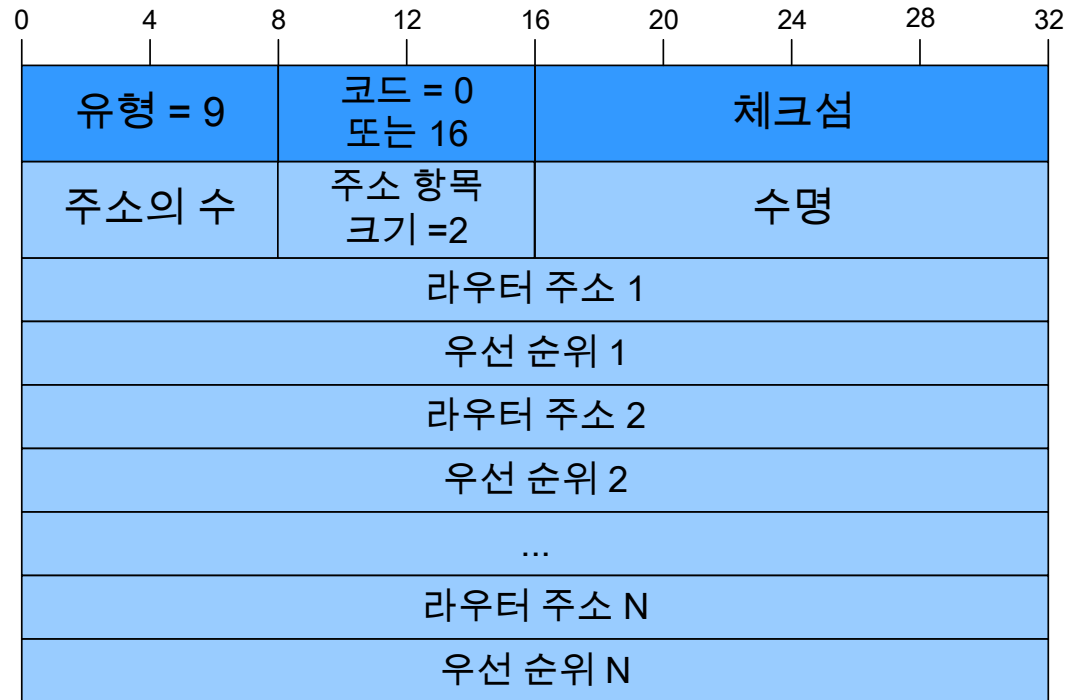 0 4 8 12 16 20 24 28 32
유형 = 9
코드 = 0
또는 16
체크섬
주소의 수
주소 항목
크기 =2
수명
라우터 주소 1
우선 순위 1
라우터 주소 2
우선 순위 2
...
라우터 주소 N
우선 순위 N